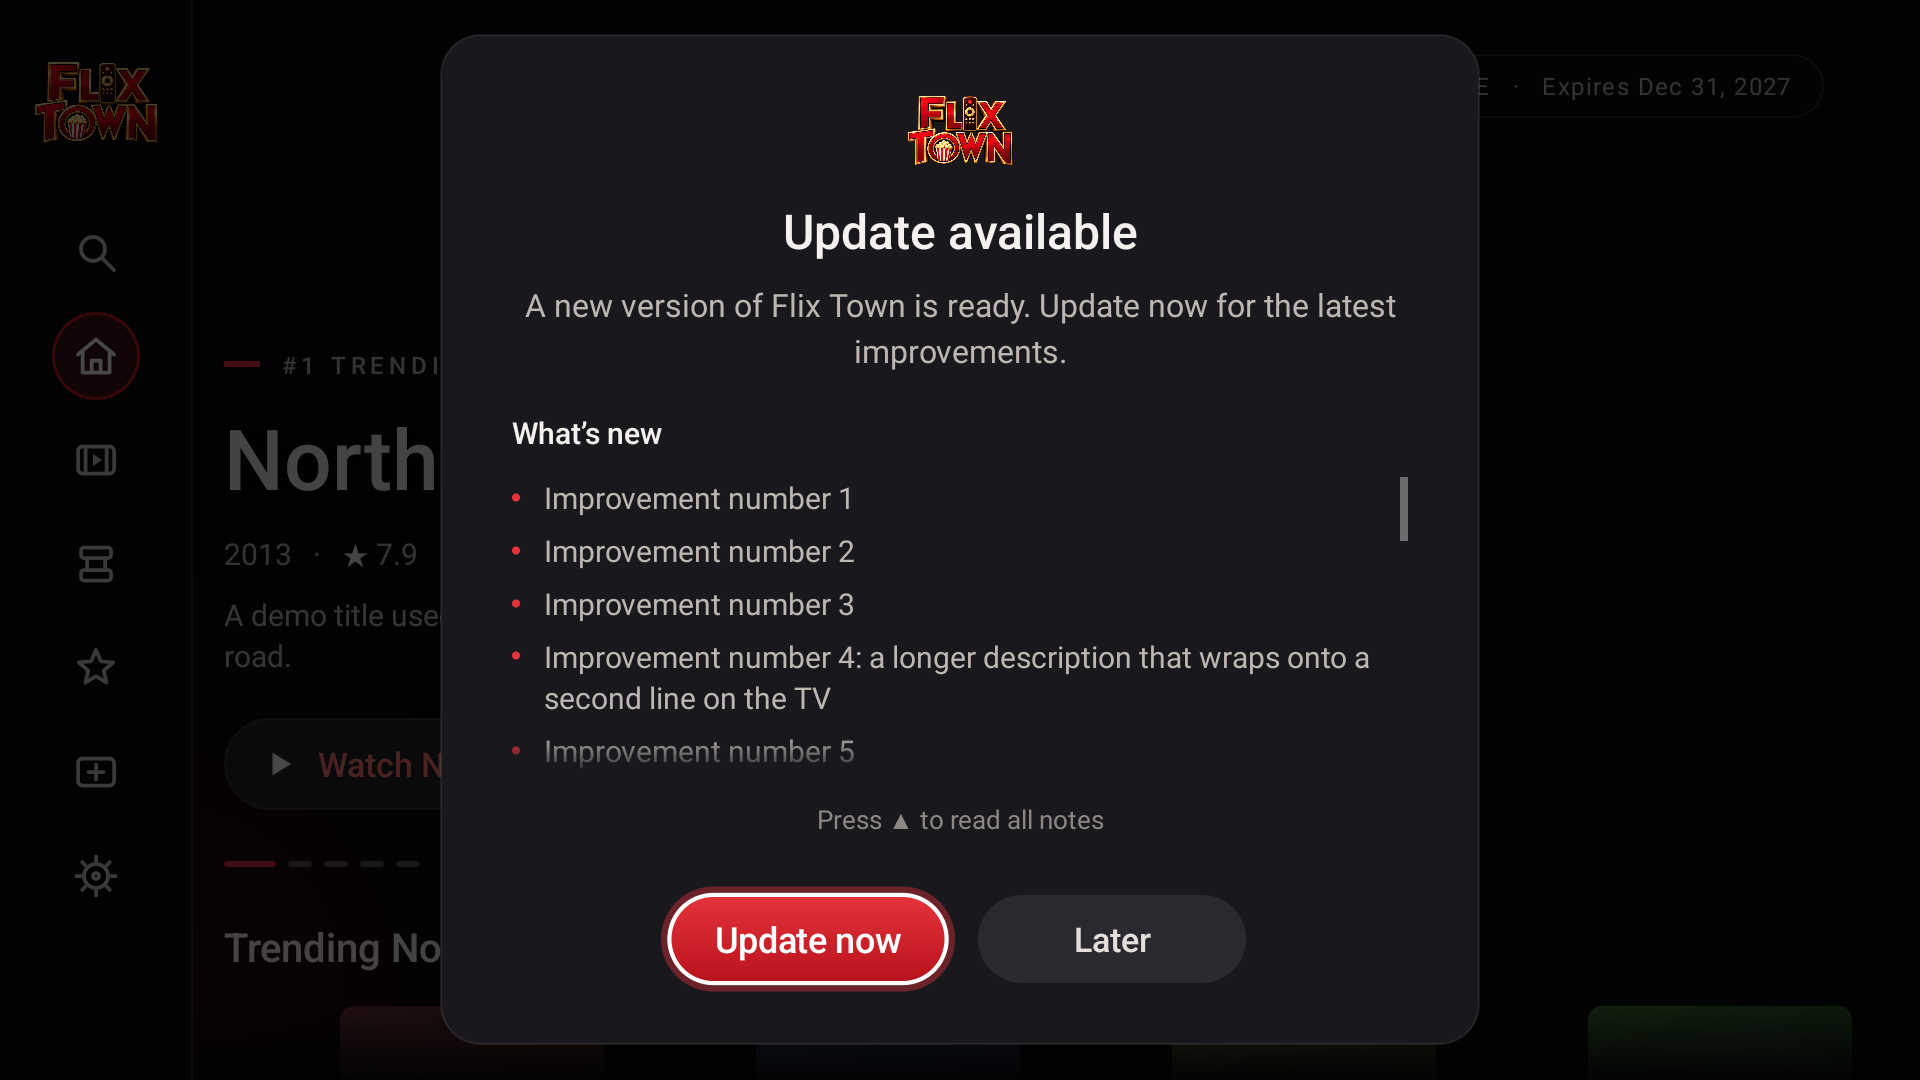 FLIX
TOWN
E · Expires Dec 31, 2027
FLIX
TOWN
Update available
A new version of Flix Town is ready. Update now for the latest
improvements.
#1 TRENDI
North
What's new
• Improvement number 1
• Improvement number 2
• Improvement number 3
• Improvement number 4: a longer description that wraps onto a
second line on the TV
• Improvement number 5
2013 · ★ 7.9
A demo title use
road.
Watch N
Press ▲ to read all notes
Update now
Later
Trending No